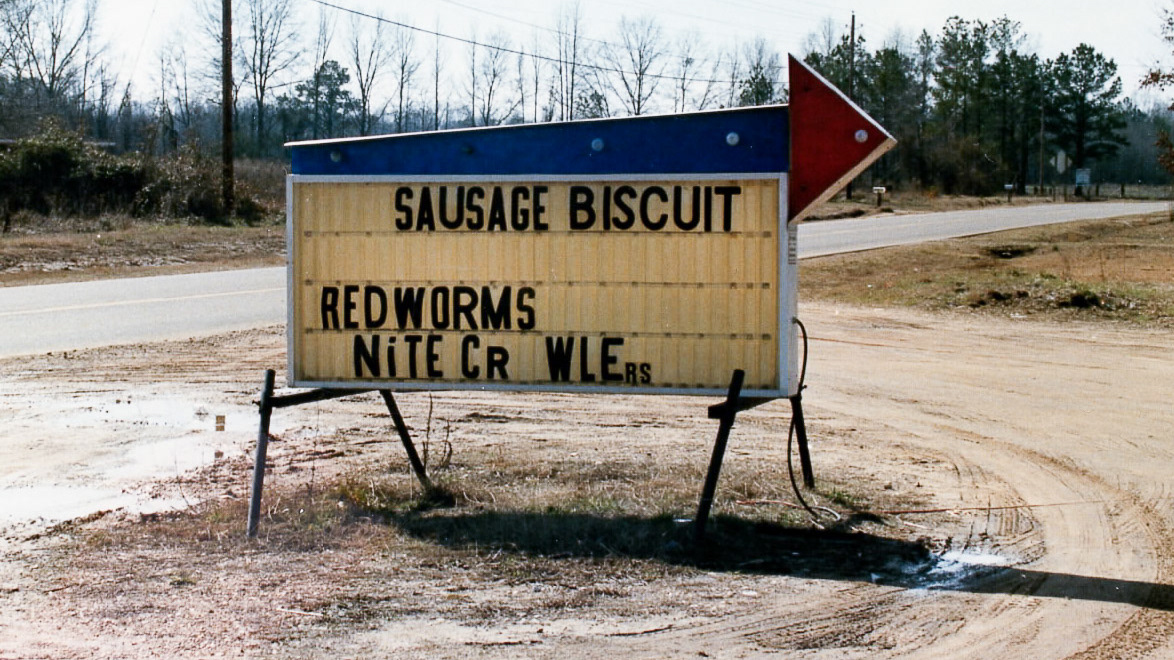 SAUSAGE BISCUIT
REDWORMS
NiTE CR WLERS